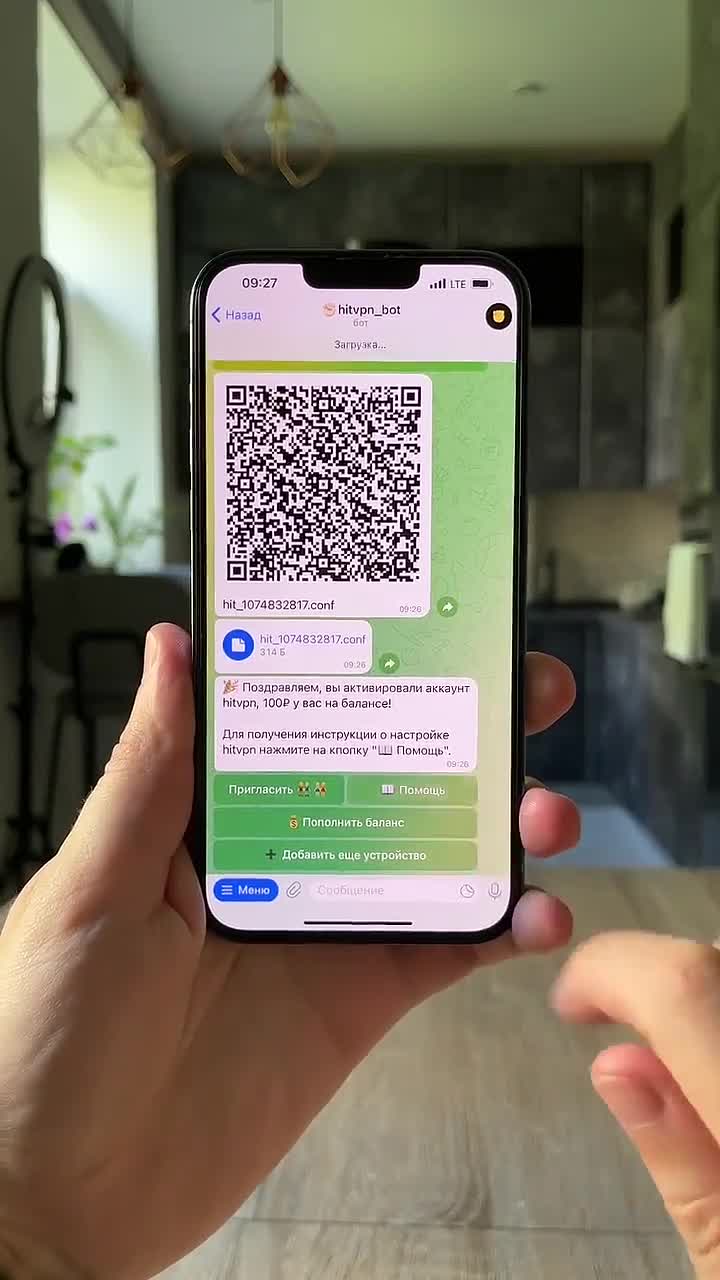 09:27
LTE
Назад
hitvpn_bot
бот
Загрузка...
hit_1074832817.conf
09:26
hit_1074832817.conf
314 Б
09:26
🎉 Поздравляем, вы активировали аккаунт
hitvpn, 100₽ у вас на балансе!
Для получения инструкции о настройке
hitvpn нажмите на кнопку "📖 Помощь".
09:26
Пригласить 👫👫
📖 Помощь
💰Пополнить баланс
➕ Добавить еще устройство
Меню
Сообщение